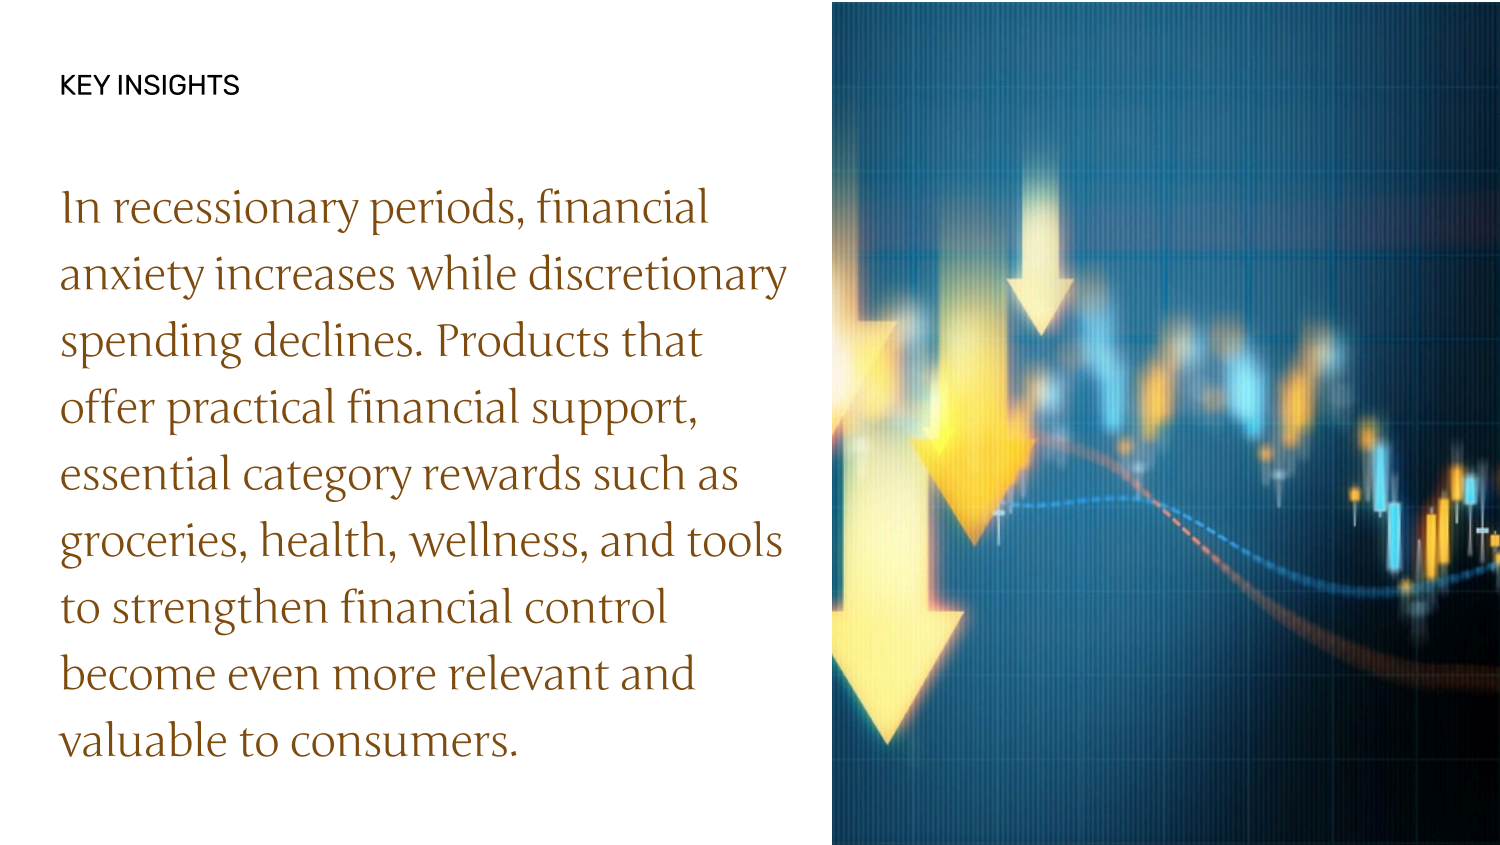 KEY INSIGHTS
In recessionary periods, financial
anxiety increases while discretionary
spending declines. Products that
offer practical financial support,
essential category rewards such as
groceries, health, wellness, and tools
to strengthen financial control
become even more relevant and
valuable to consumers.